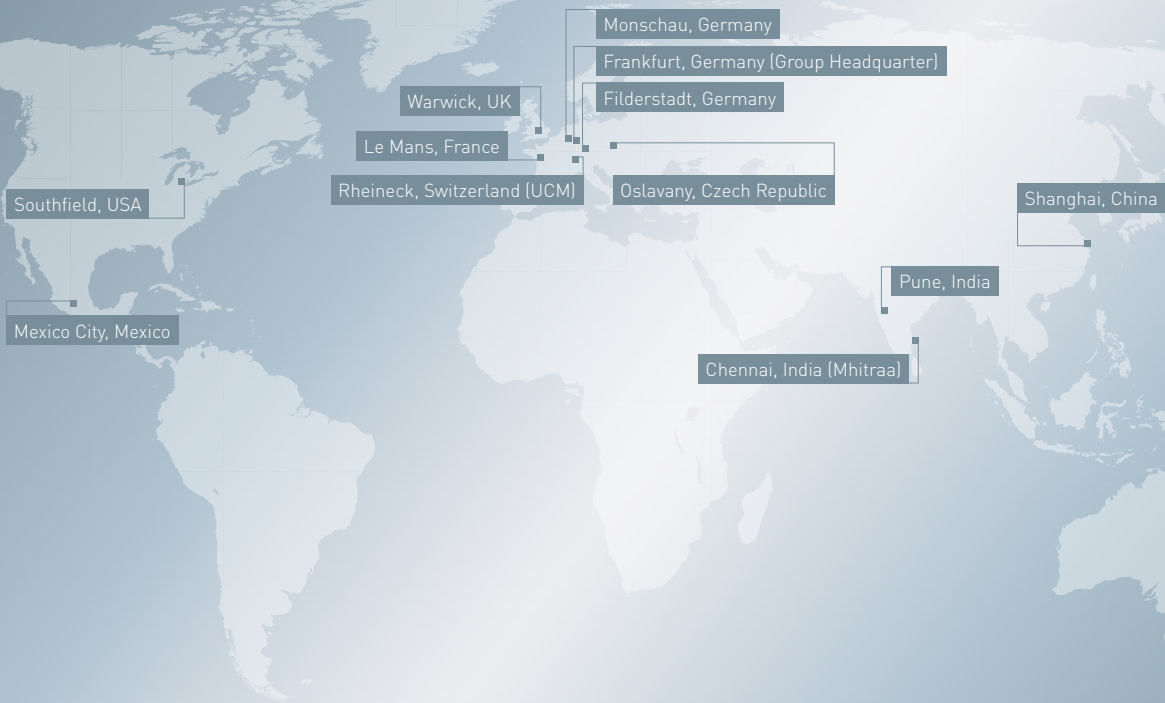 Monschau, Germany
Frankfurt, Germany (Group Headquarter)
Filderstadt, Germany
Warwick, UK
Le Mans, France
Rheineck, Switzerland (UCM)
Oslavany, Czech Republic
Southfield, USA
Shanghai, China
Pune, India
Mexico City, Mexico
Chennai, India (Mhitraa)